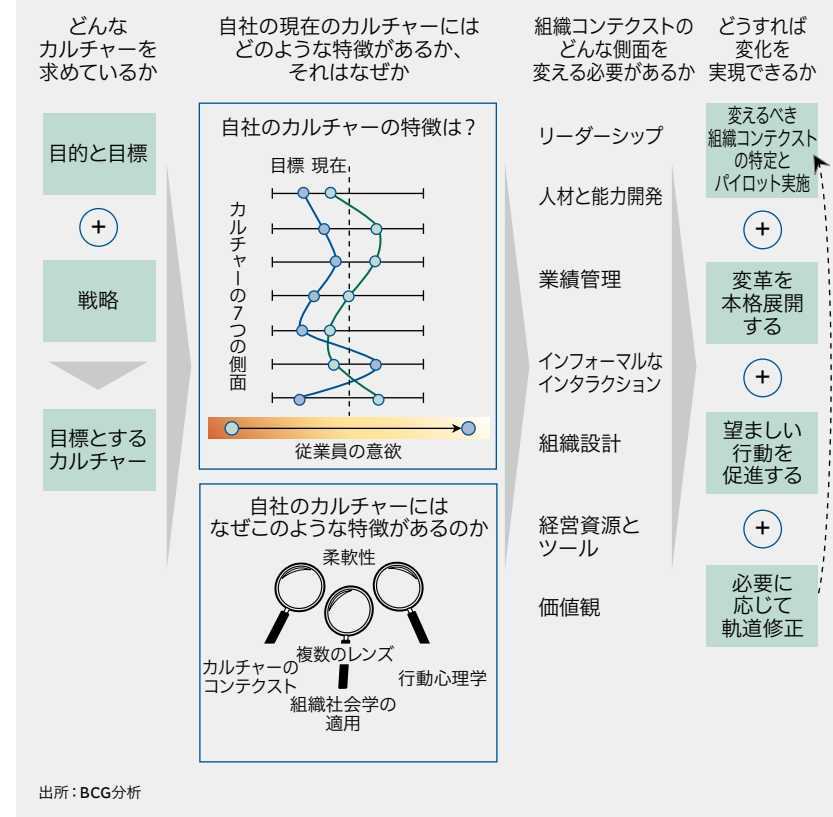 どんな
カルチャーを
求めているか
目的と目標
+
戦略
目標とする
カルチャー
自社の現在のカルチャーには
どのような特徴があるか、
それはなぜか
自社のカルチャーの特徴は？
目標 現在
カルチャーの7つの側面
従業員の意欲
自社のカルチャーには
なぜこのような特徴があるのか
柔軟性
複数のレンズ
カルチャーの
コンテクスト
行動心理学
組織社会学の
適用
組織コンテクストの
どんな側面を
変える必要があるか
リーダーシップ
人材と能力開発
業績管理
インフォーマルな
インタラクション
組織設計
経営資源と
ツール
価値観
どうすれば
変化を
実現できるか
変えるべき
組織コンテクスト
の特定と
パイロット実施
+
変革を
本格展開
する
+
望ましい
行動を
促進する
+
必要に
応じて
軌道修正
出所：BCG分析